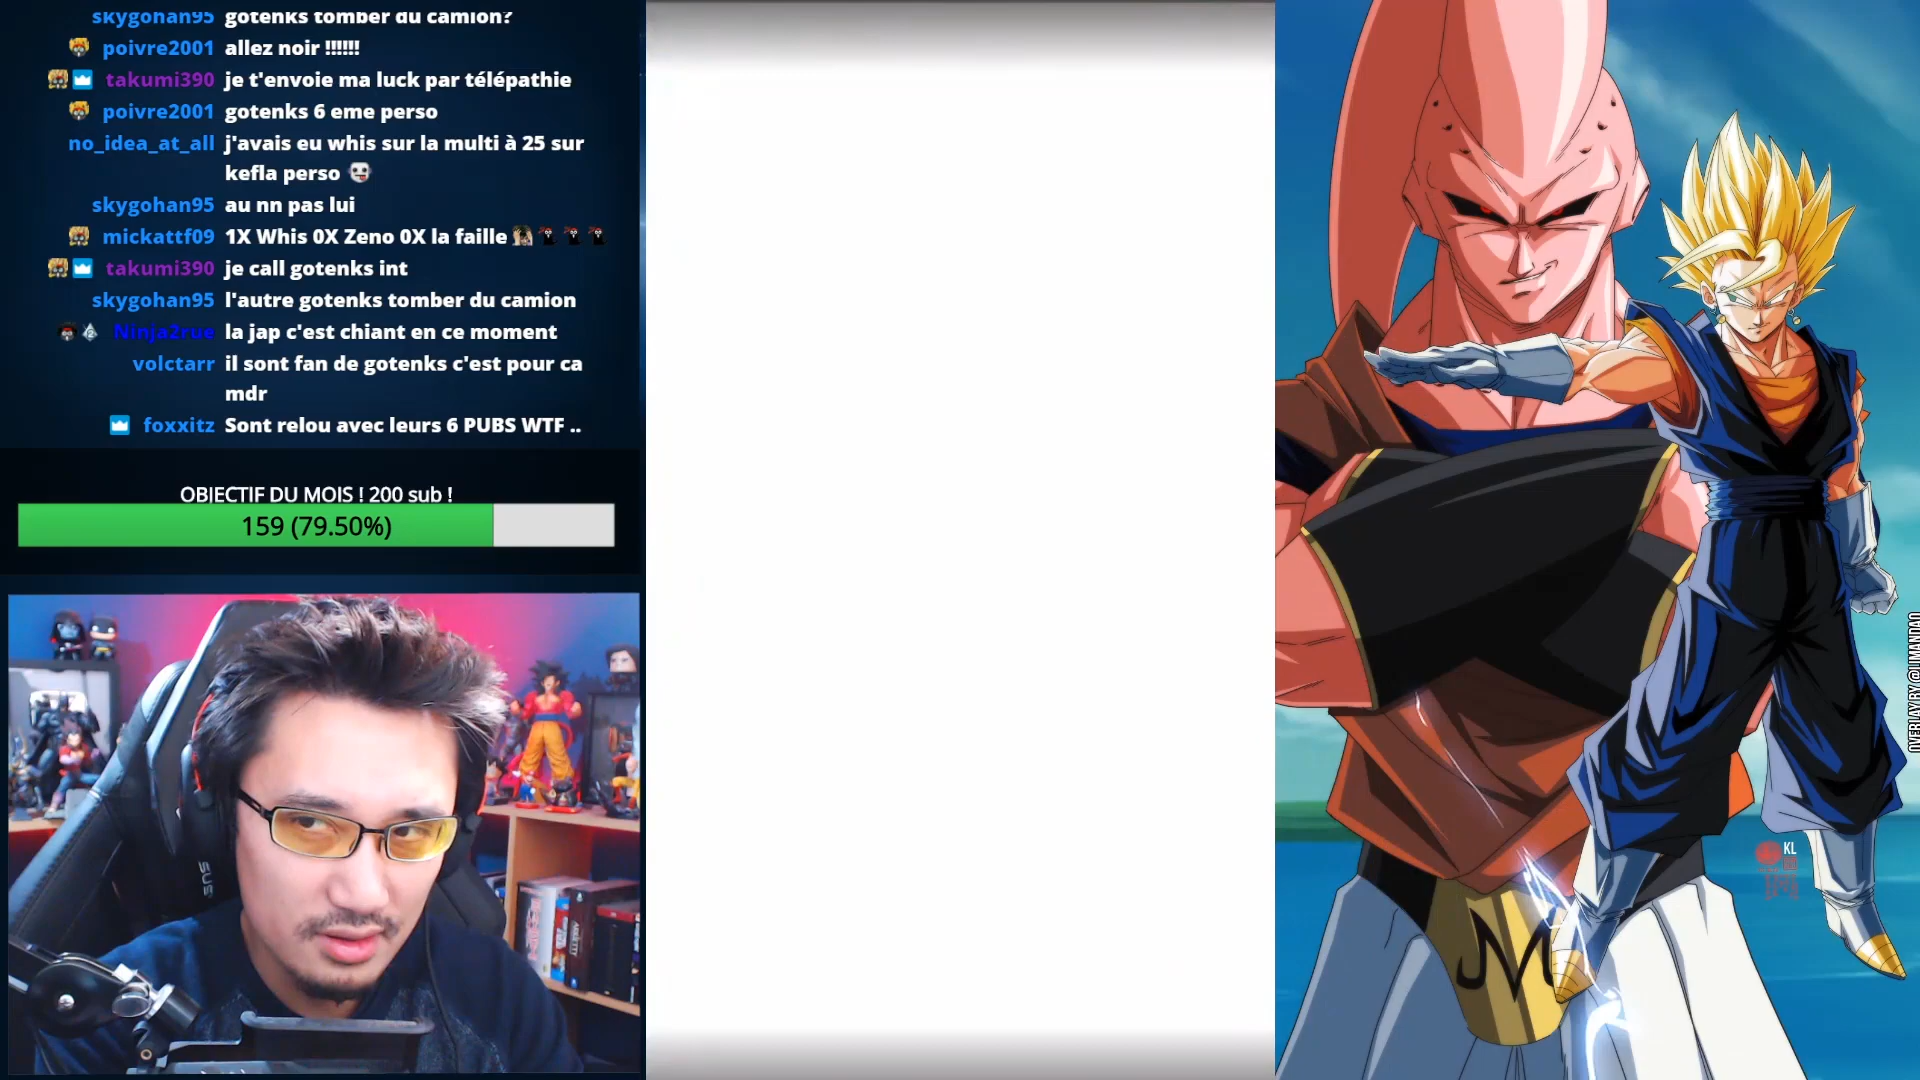 skygohan95 gotenks tomber du camion?
poivre2001 allez noir !!!!!!
takumi390 je t'envoie ma luck par télépathie
poivre2001 gotenks 6 eme perso
no_idea_at_all j'avais eu whis sur la multi à 25 sur
kefla perso
skygohan95 au nn pas lui
mickattf09 1X Whis 0X Zeno 0X la faille
takumi390 je call gotenks int
skygohan95 l'autre gotenks tomber du camion
Ninja2rue la jap c'est chiant en ce moment
volctarr il sont fan de gotenks c'est pour ca
mdr
foxxitz Sont relou avec leurs 6 PUBS WTF ..
OBJECTIF DU MOIS ! 200 sub !
159 (79.50%)
SUS
KL
M
OVERLAY BY @LIMANDAO